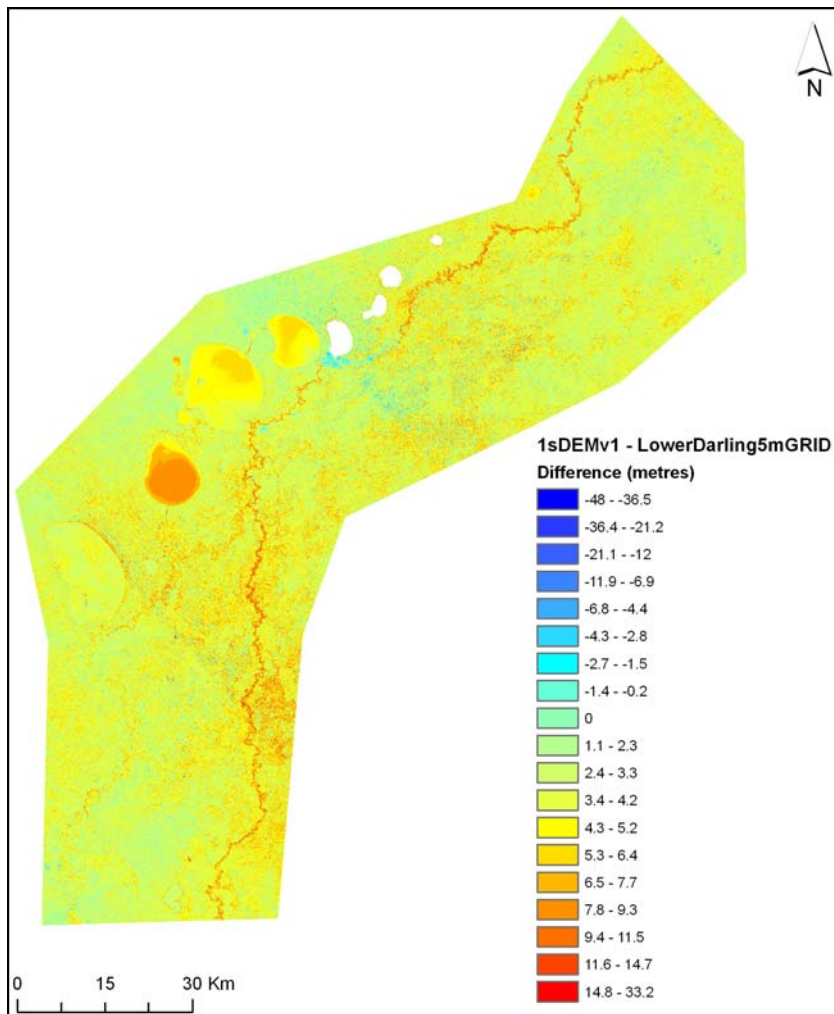 N
1sDEMv1 - LowerDarling5mGRID
Difference (metres)
-48 - -36.5
-36.4 - -21.2
-21.1 - -12
-11.9 - -6.9
-6.8 - -4.4
-4.3 - -2.8
-2.7 - -1.5
-1.4 - -0.2
0
1.1 - 2.3
2.4 - 3.3
3.4 - 4.2
4.3 - 5.2
5.3 - 6.4
6.5 - 7.7
7.8 - 9.3
9.4 - 11.5
11.6 - 14.7
14.8 - 33.2
0 15 30 Km